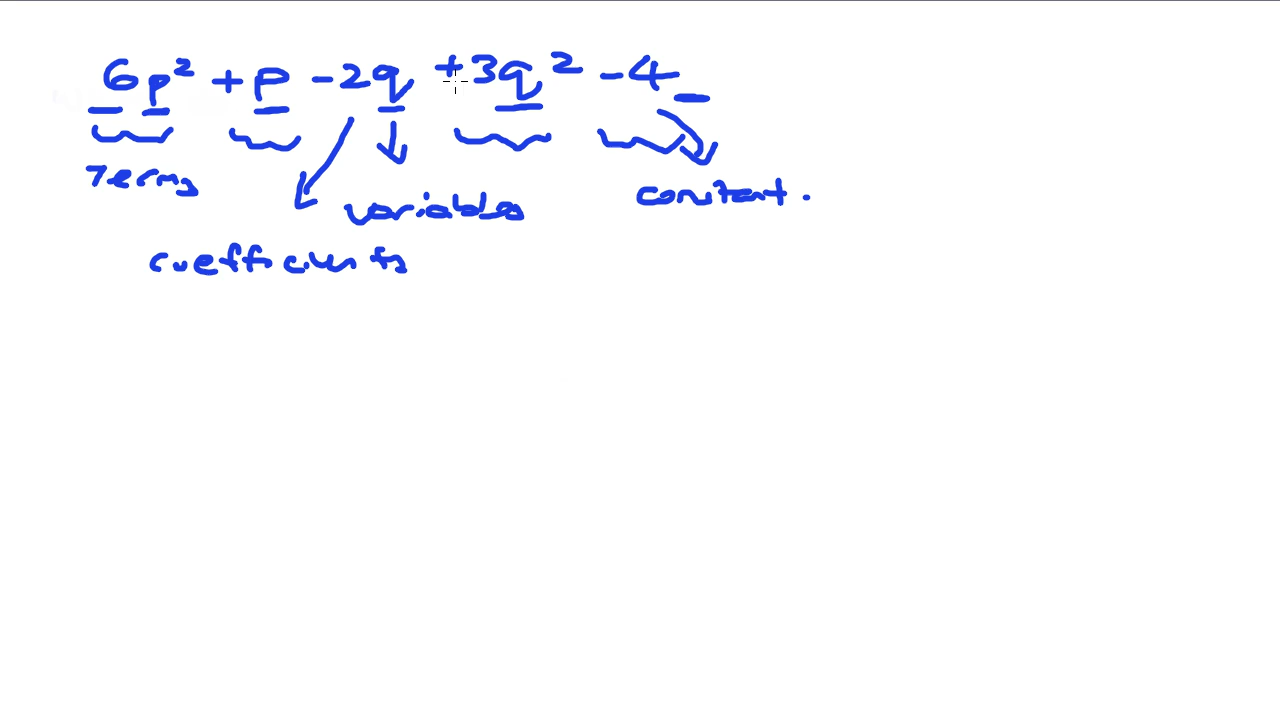 6p² + p - 2q + 3q² - 4
Terms
variables
constant.
coefficients